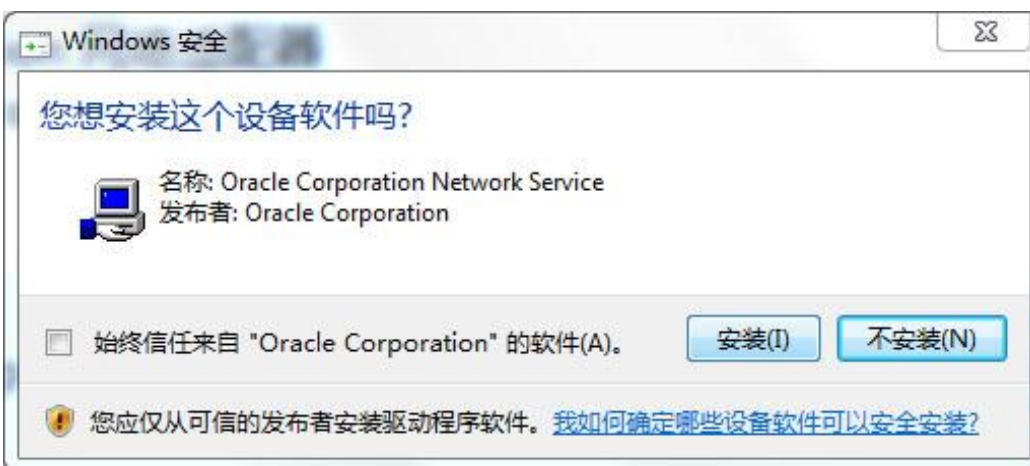 Windows 安全
您想安装这个设备软件吗?
名称: Oracle Corporation Network Service
发布者: Oracle Corporation
始终信任来自 "Oracle Corporation" 的软件(A)。
安装(I)
不安装(N)
您应仅从可信的发布者安装驱动程序软件。我如何确定哪些设备软件可以安全安装?